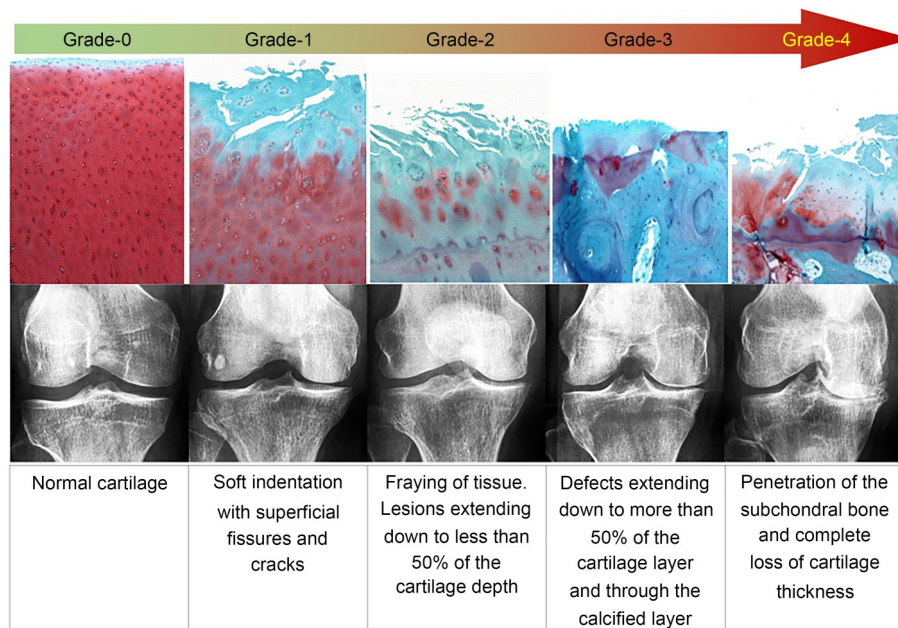 Grade-0
Grade-1
Grade-2
Grade-3
Grade-4
Normal cartilage
Soft indentation
with superficial
fissures and
cracks
Fraying of tissue.
Lesions extending
down to less than
50% of the
cartilage depth
Defects extending
down to more than
50% of the
cartilage layer
and through the
calcified layer
Penetration of the
subchondral bone
and complete
loss of cartilage
thickness